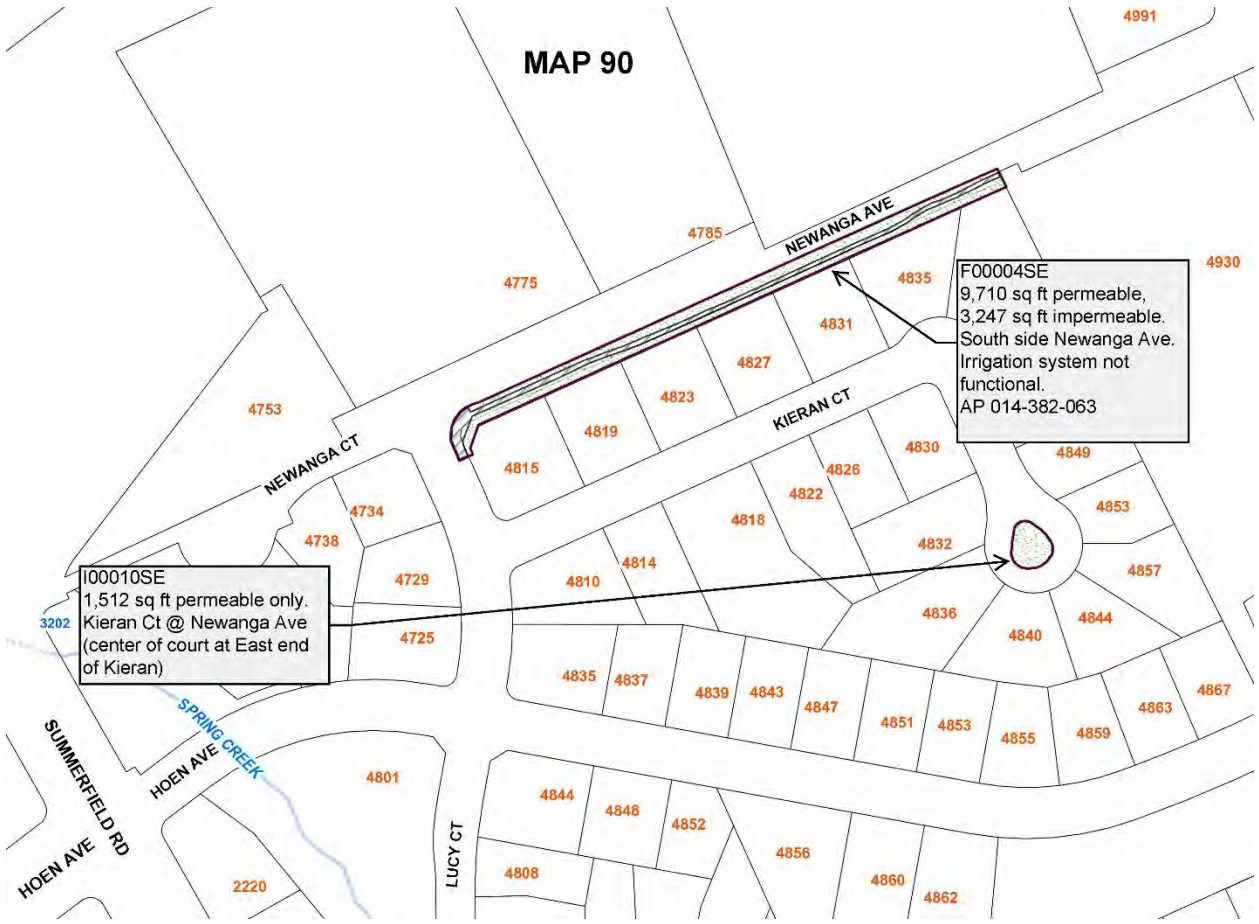 4991
MAP 90
4785
NEWANGA AVE
4775
4930
4835
F00004SE
9,710 sq ft permeable,
3,247 sq ft impermeable.
South side Newanga Ave.
Irrigation system not
functional.
AP 014-382-063
4831
4827
4823
4819
4815
4753
NEWANGA CT
KIERAN CT
4734
4738
4729
4725
4830
4826
4822
4818
4814
4810
4832
4836
4849
4853
4857
4844
4840
I00010SE
1,512 sq ft permeable only.
Kieran Ct @ Newanga Ave
(center of court at East end
of Kieran)
3202
4835
4837
4839
4843
4847
4851
4853
4855
4859
4863
4867
SPRING CREEK
SUMMERFIELD RD
HOEN AVE
HOEN AVE
4801
LUCY CT
4844
4848
4852
4808
4856
4860
4862
2220